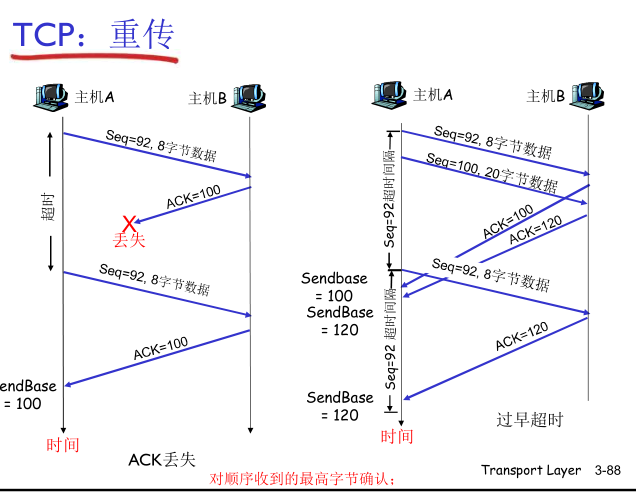 TCP：重传
主机A
主机B
Seq=92, 8字节数据
超时
ACK=100
X
丢失
Seq=92, 8字节数据
ACK=100
endBase
= 100
时间
ACK丢失
主机A
主机B
Seq=92, 8字节数据
Seq=100, 20字节数据
Seq=92超时间隔
ACK=100
ACK=120
Seq=92, 8字节数据
Sendbase
= 100
SendBase
= 120
Seq=92 超时间隔
ACK=120
SendBase
= 120
过早超时
时间
对顺序收到的最高字节确认；
Transport Layer 3-88